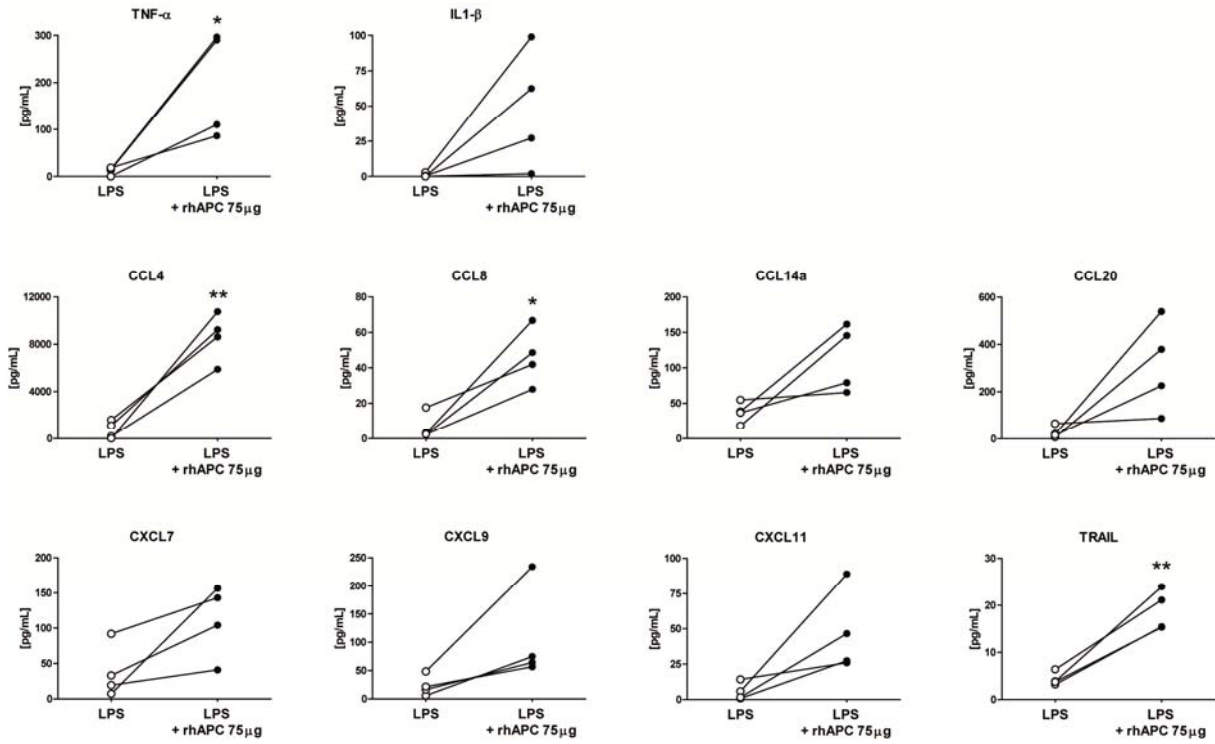 TNF-α
*
[pg/mL]
300
200
100
0
LPS
LPS
+ rhAPC 75μg
IL1-β
[pg/mL]
100
75
50
25
0
LPS
LPS
+ rhAPC 75μg
CCL4
**
[pg/mL]
12000
8000
4000
0
LPS
LPS
+ rhAPC 75μg
CCL8
*
[pg/mL]
80
60
40
20
0
LPS
LPS
+ rhAPC 75μg
CCL14a
[pg/mL]
200
150
100
50
0
LPS
LPS
+ rhAPC 75μg
CCL20
[pg/mL]
600
400
200
0
LPS
LPS
+ rhAPC 75μg
CXCL7
[pg/mL]
200
150
100
50
0
LPS
LPS
+ rhAPC 75μg
CXCL9
[pg/mL]
250
200
150
100
50
0
LPS
LPS
+ rhAPC 75μg
CXCL11
[pg/mL]
100
75
50
25
0
LPS
LPS
+ rhAPC 75μg
TRAIL
**
[pg/mL]
30
20
10
0
LPS
LPS
+ rhAPC 75μg